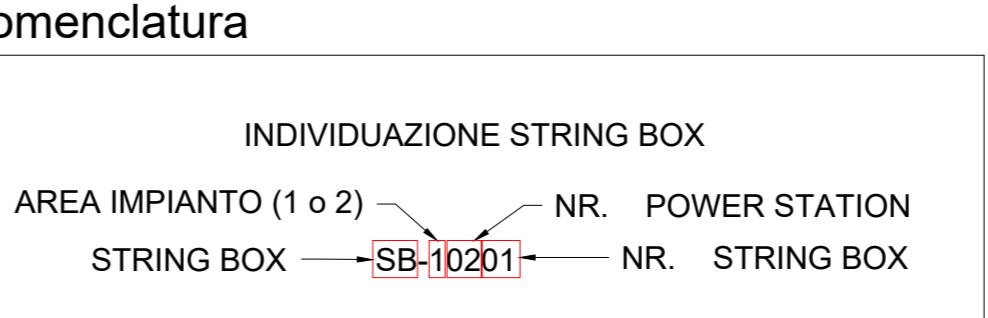 omenclatura
INDIVIDUAZIONE STRING BOX
AREA IMPIANTO (1 o 2) NR. POWER STATION
STRING BOX SB-10201 NR. STRING BOX